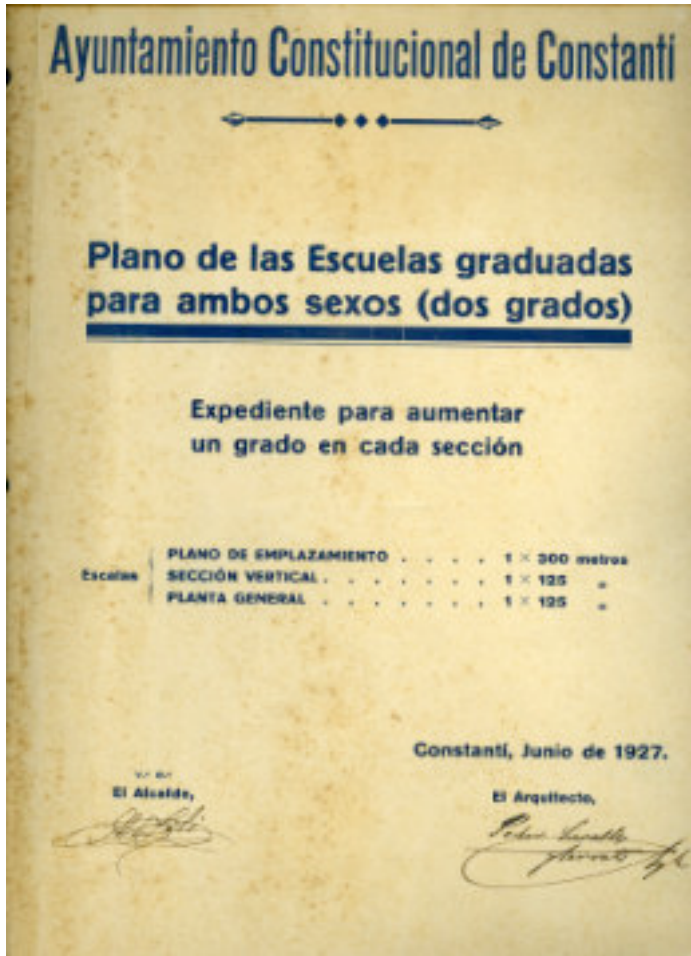 Ayuntamiento Constitucional de Constantí
Plano de las Escuelas graduadas
para ambos sexos (dos grados)
Expediente para aumentar
un grado en cada sección
Escalas
PLANO DE EMPLAZAMIENTO . . . . 1 × 300 metros
SECCIÓN VERTICAL . . . . . . . 1 × 125 "
PLANTA GENERAL . . . . . . . 1 × 125 "
Constantí, Junio de 1927.
V.º B.º
El Alcalde,
El Arquitecto,